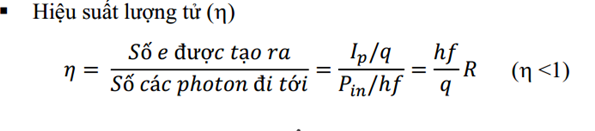 ▪ Hiệu suất lượng tử (η)
η = Số e được tạo ra / Số các photon đi tới = I_p/q / P_in/hf = hf/q R (η <1)